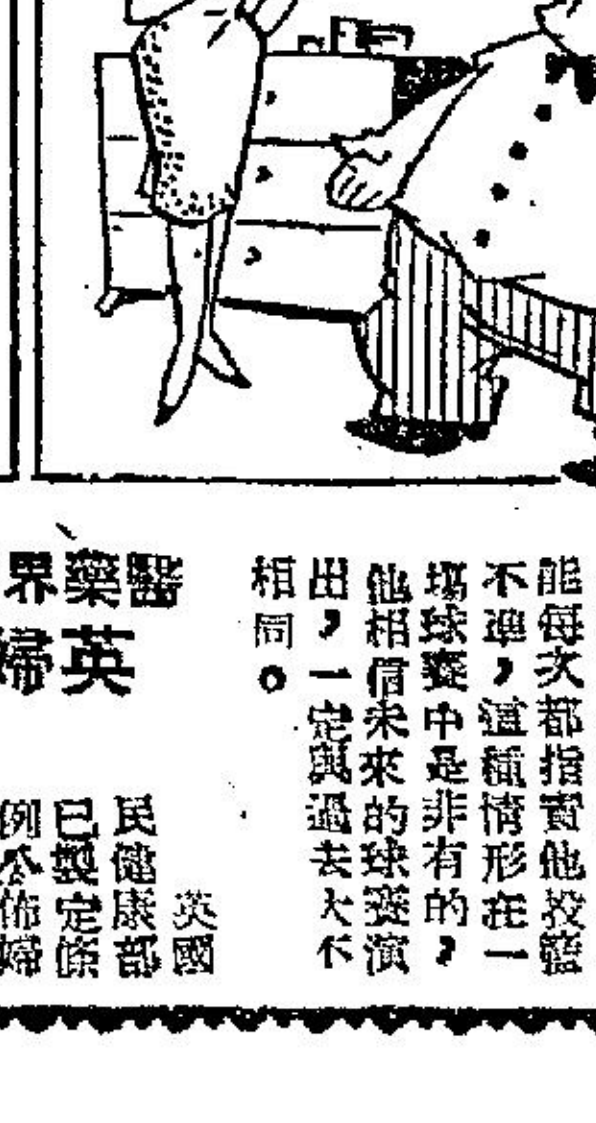 能每次都指責他投籃
不準，這種情形在一
場球賽中是非有的，
他相信未來的球賽演
出，一定與過去大不
相同。
醫藥界
英婦
英國
民健康部
已製定條
例公佈婦